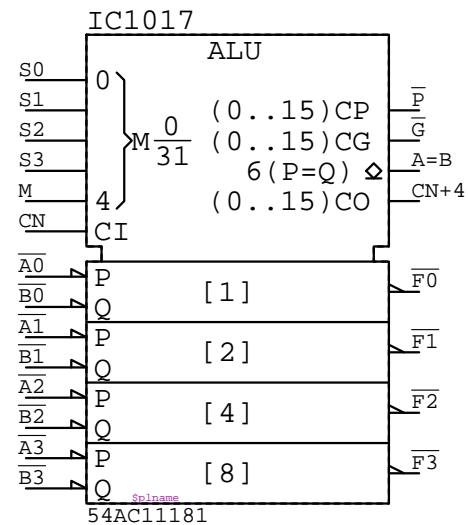 IC1017
ALU
S0
0
S1
(0..15)CP
P
S2
M 0/31
(0..15)CG
G
S3
6(P=Q)
A=B
M
4
(0..15)CO
CN+4
CN
CI
A0
P
[1]
F0
B0
Q
A1
P
[2]
F1
B1
Q
A2
P
[4]
F2
B2
Q
A3
P
[8]
F3
B3
Q
$plname
54AC11181